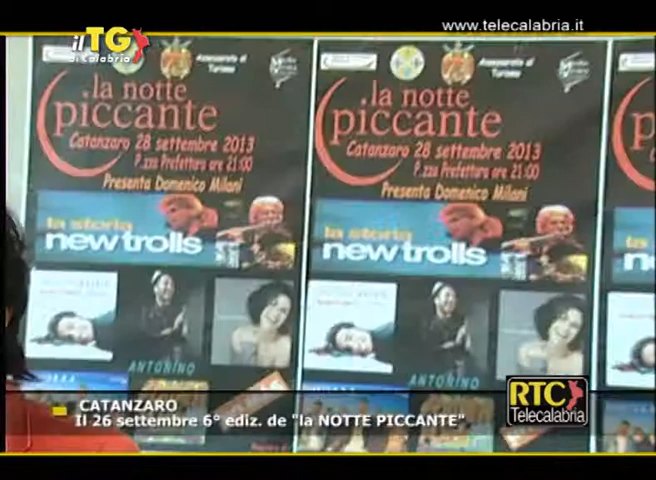 www.telecalabria.it
il TG
di Calabria
Assessorato al
Turismo
la notte
piccante
Catanzaro 28 settembre 2013
P.zza Prefettura ore 21:00
Presenta Domenico Milani
la storia
new trolls
ANTONINO
Assessorato al
Turismo
la notte
piccante
Catanzaro 28 settembre 2013
P.zza Prefettura ore 21:00
Presenta Domenico Milani
la storia
new trolls
ANTONINO
CATANZARO
Il 26 settembre 6° ediz. de "la NOTTE PICCANTE"
RTC
Telecalabria